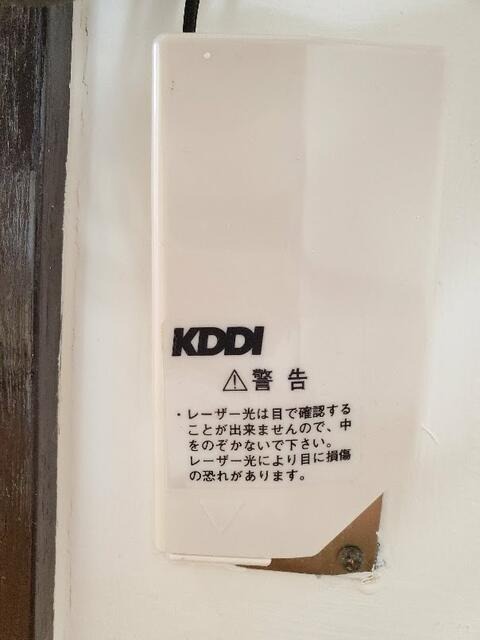 KDDI
⚠警告
・レーザー光は目で確認する
ことが出来ませんので、中
をのぞかないで下さい。
レーザー光により目に損傷
の恐れがあります。